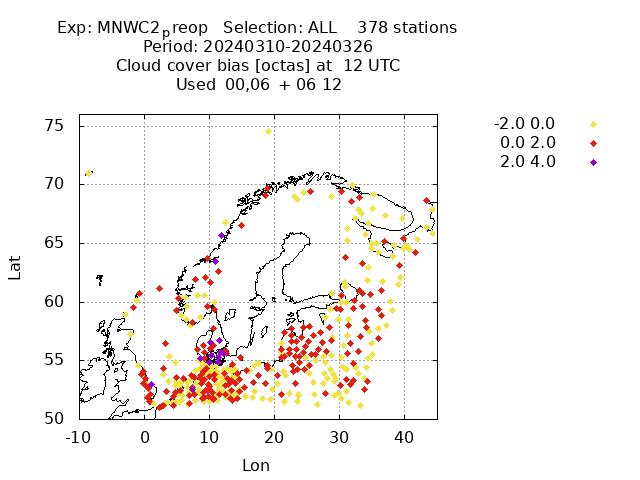 Exp: MNWC2preop Selection: ALL 378 stations
Period: 20240310-20240326
Cloud cover bias [octas] at 12 UTC
Used 00,06 + 06 12
-2.0 0.0
0.0 2.0
2.0 4.0
75
70
65
60
55
50
Lat
-10 0 10 20 30 40
Lon